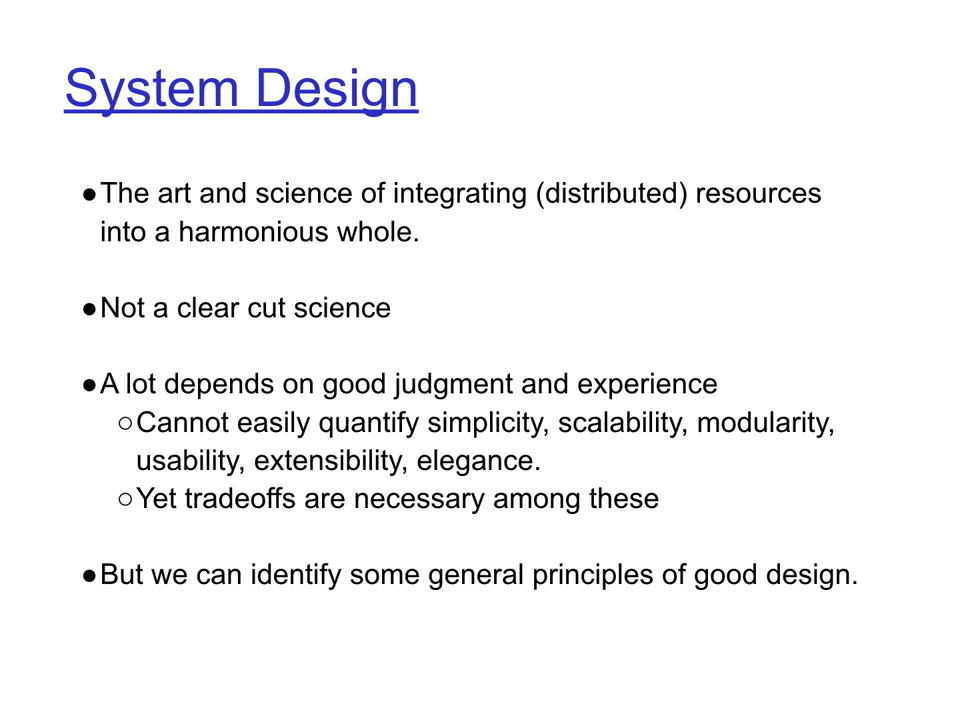 System Design
●The art and science of integrating (distributed) resources
into a harmonious whole.
●Not a clear cut science
●A lot depends on good judgment and experience
○Cannot easily quantify simplicity, scalability, modularity,
usability, extensibility, elegance.
○Yet tradeoffs are necessary among these
●But we can identify some general principles of good design.